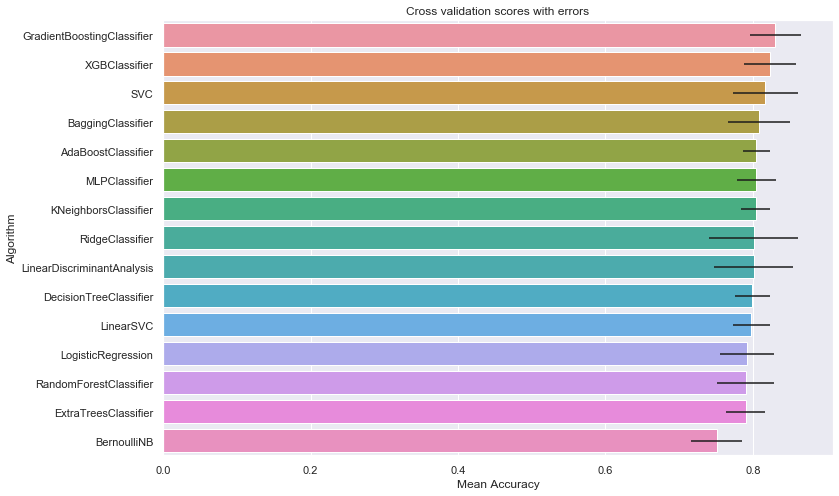 Cross validation scores with errors
Algorithm
GradientBoostingClassifier
XGBClassifier
SVC
BaggingClassifier
AdaBoostClassifier
MLPClassifier
KNeighborsClassifier
RidgeClassifier
LinearDiscriminantAnalysis
DecisionTreeClassifier
LinearSVC
LogisticRegression
RandomForestClassifier
ExtraTreesClassifier
BernoulliNB
0.0 0.2 0.4 0.6 0.8
Mean Accuracy